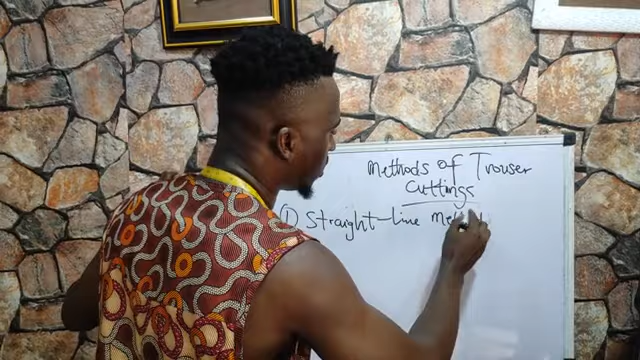 Methods of Trouser
Cuttings
① Straight-line